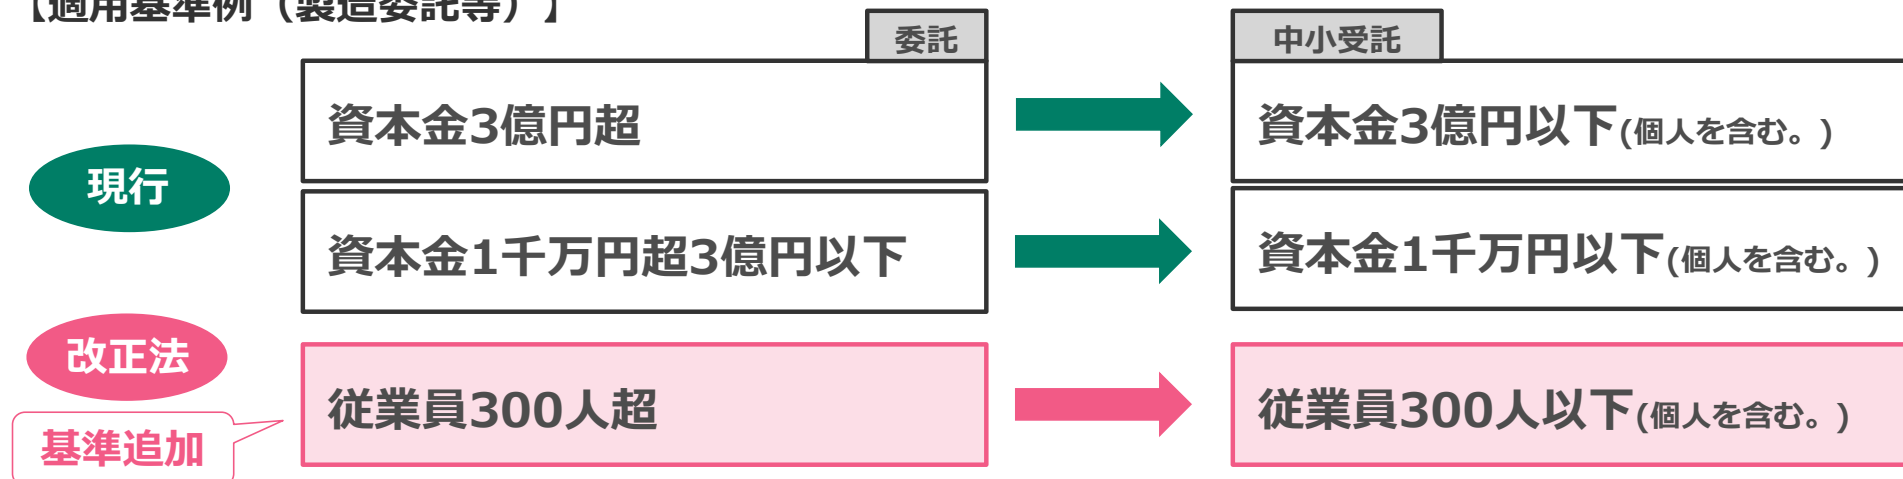 【適用基準例（製造委託等）】
委託
中小受託
現行
資本金3億円超
資本金3億円以下(個人を含む。)
資本金1千万円超3億円以下
資本金1千万円以下(個人を含む。)
改正法
基準追加
従業員300人超
従業員300人以下(個人を含む。)